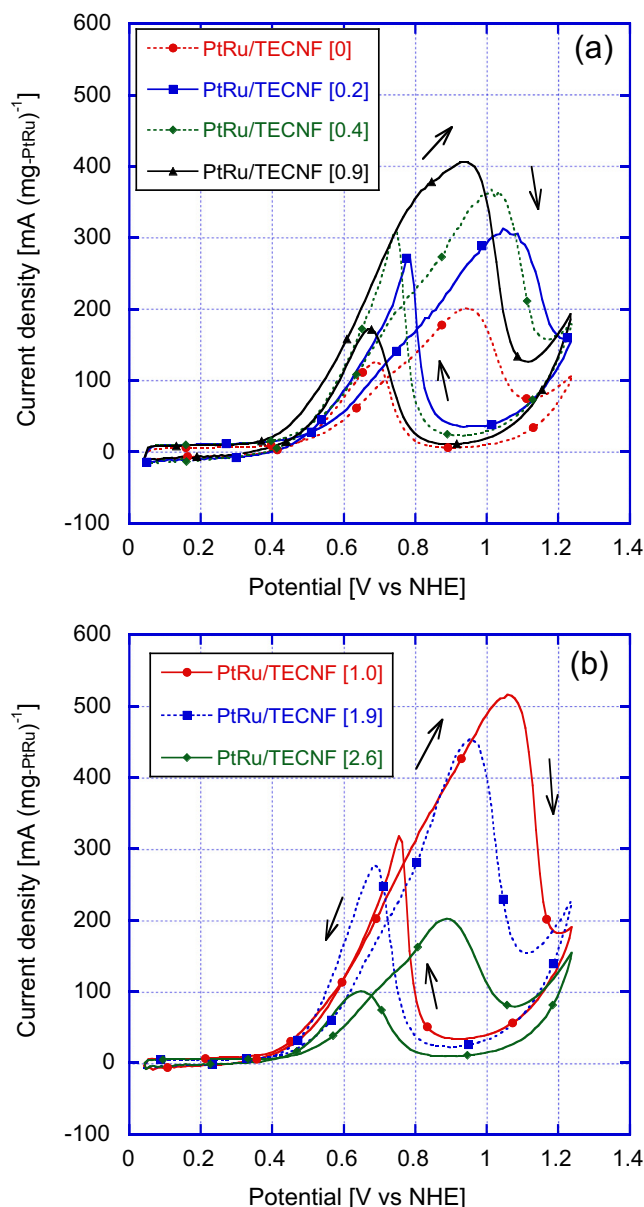 600
(a)
PtRu/TECNF [0]
PtRu/TECNF [0.2]
PtRu/TECNF [0.4]
PtRu/TECNF [0.9]
500
400
300
200
100
0
-100
Current density [mA (mg-PtRu)⁻¹
0 0.2 0.4 0.6 0.8 1 1.2 1.4
Potential [V vs NHE]
600
(b)
PtRu/TECNF [1.0]
PtRu/TECNF [1.9]
PtRu/TECNF [2.6]
500
400
300
200
100
0
-100
Current density [mA (mg-PtRu)⁻¹
0 0.2 0.4 0.6 0.8 1 1.2 1.4
Potential [V vs NHE]